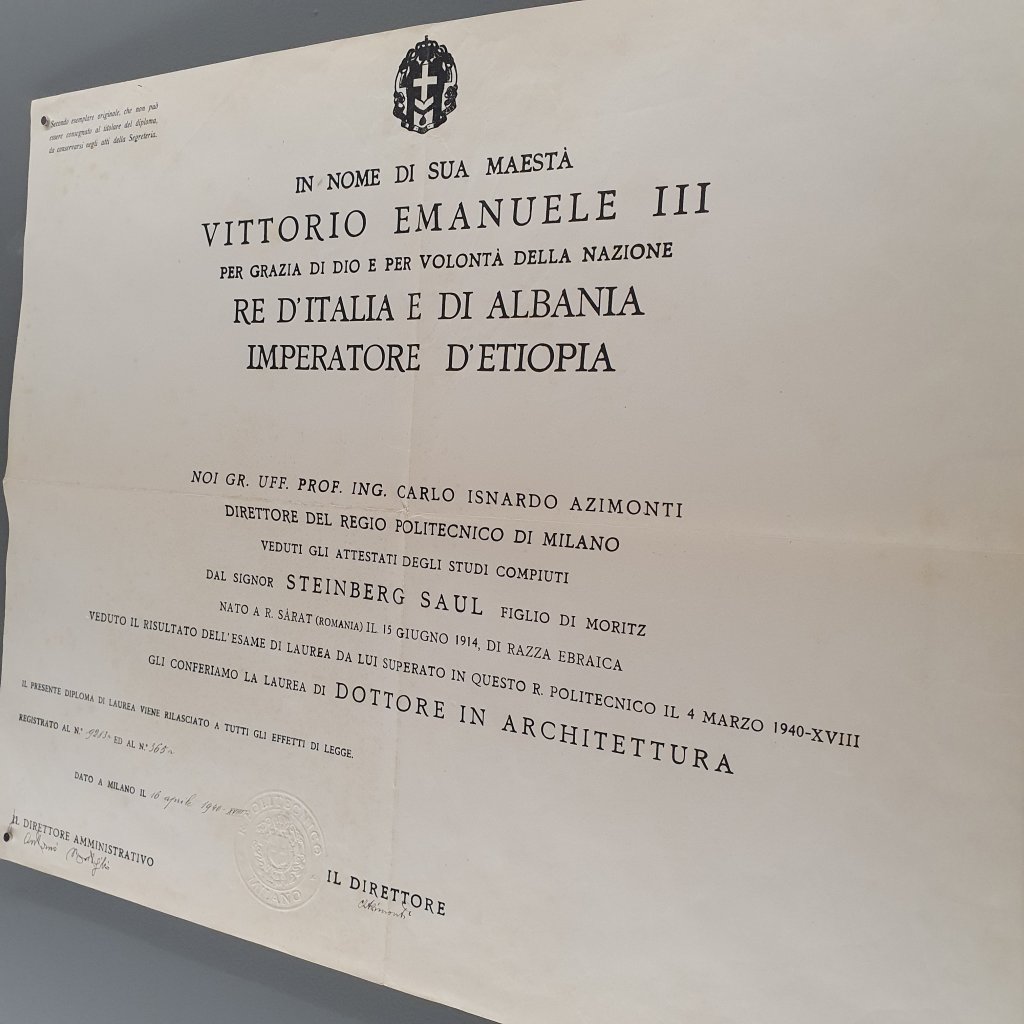 Secondo esemplare originale, che non può
essere consegnato al titolare del diploma,
da conservarsi negli atti della Segreteria.
IN NOME DI SUA MAESTÀ
VITTORIO EMANUELE III
PER GRAZIA DI DIO E PER VOLONTÀ DELLA NAZIONE
RE D'ITALIA E DI ALBANIA
IMPERATORE D'ETIOPIA
NOI GR. UFF. PROF. ING. CARLO ISNARDO AZIMONTI
DIRETTORE DEL REGIO POLITECNICO DI MILANO
VEDUTI GLI ATTESTATI DEGLI STUDI COMPIUTI
DAL SIGNOR STEINBERG SAUL FIGLIO DI MORITZ
NATO A R. SÁRAT (ROMANIA) IL 15 GIUGNO 1914, DI RAZZA EBRAICA
VEDUTO IL RISULTATO DELL'ESAME DI LAUREA DA LUI SUPERATO IN QUESTO R. POLITECNICO IL 4 MARZO 1940-XVIII
GLI CONFERIAMO LA LAUREA DI DOTTORE IN ARCHITETTURA
IL PRESENTE DIPLOMA DI LAUREA VIENE RILASCIATO A TUTTI GLI EFFETTI DI LEGGE.
REGISTRATO AL N.° ED AL N.° 365
DATO A MILANO IL 16 aprile 1940-XVIII
IL DIRETTORE AMMINISTRATIVO
POLITECNICO
MILANO
IL DIRETTORE
Azimonti